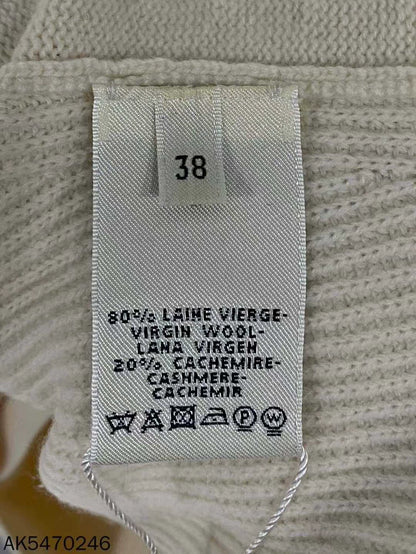 38
80% LAINE VIERGE-
VIRGIN WOOL-
LANA VIRGEN
20% CACHEMIRE-
CASHMERE-
CACHEMIR
P W
AK5470246